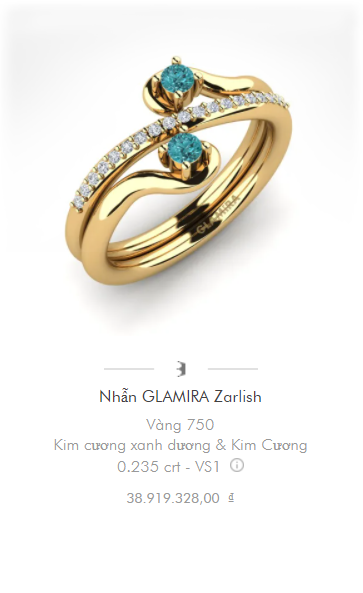 GLAMIRA
Nhẫn GLAMIRA Zarlish
Vàng 750
Kim cương xanh dương & Kim Cương
0.235 crt - VS1
38.919.328,00 ₫